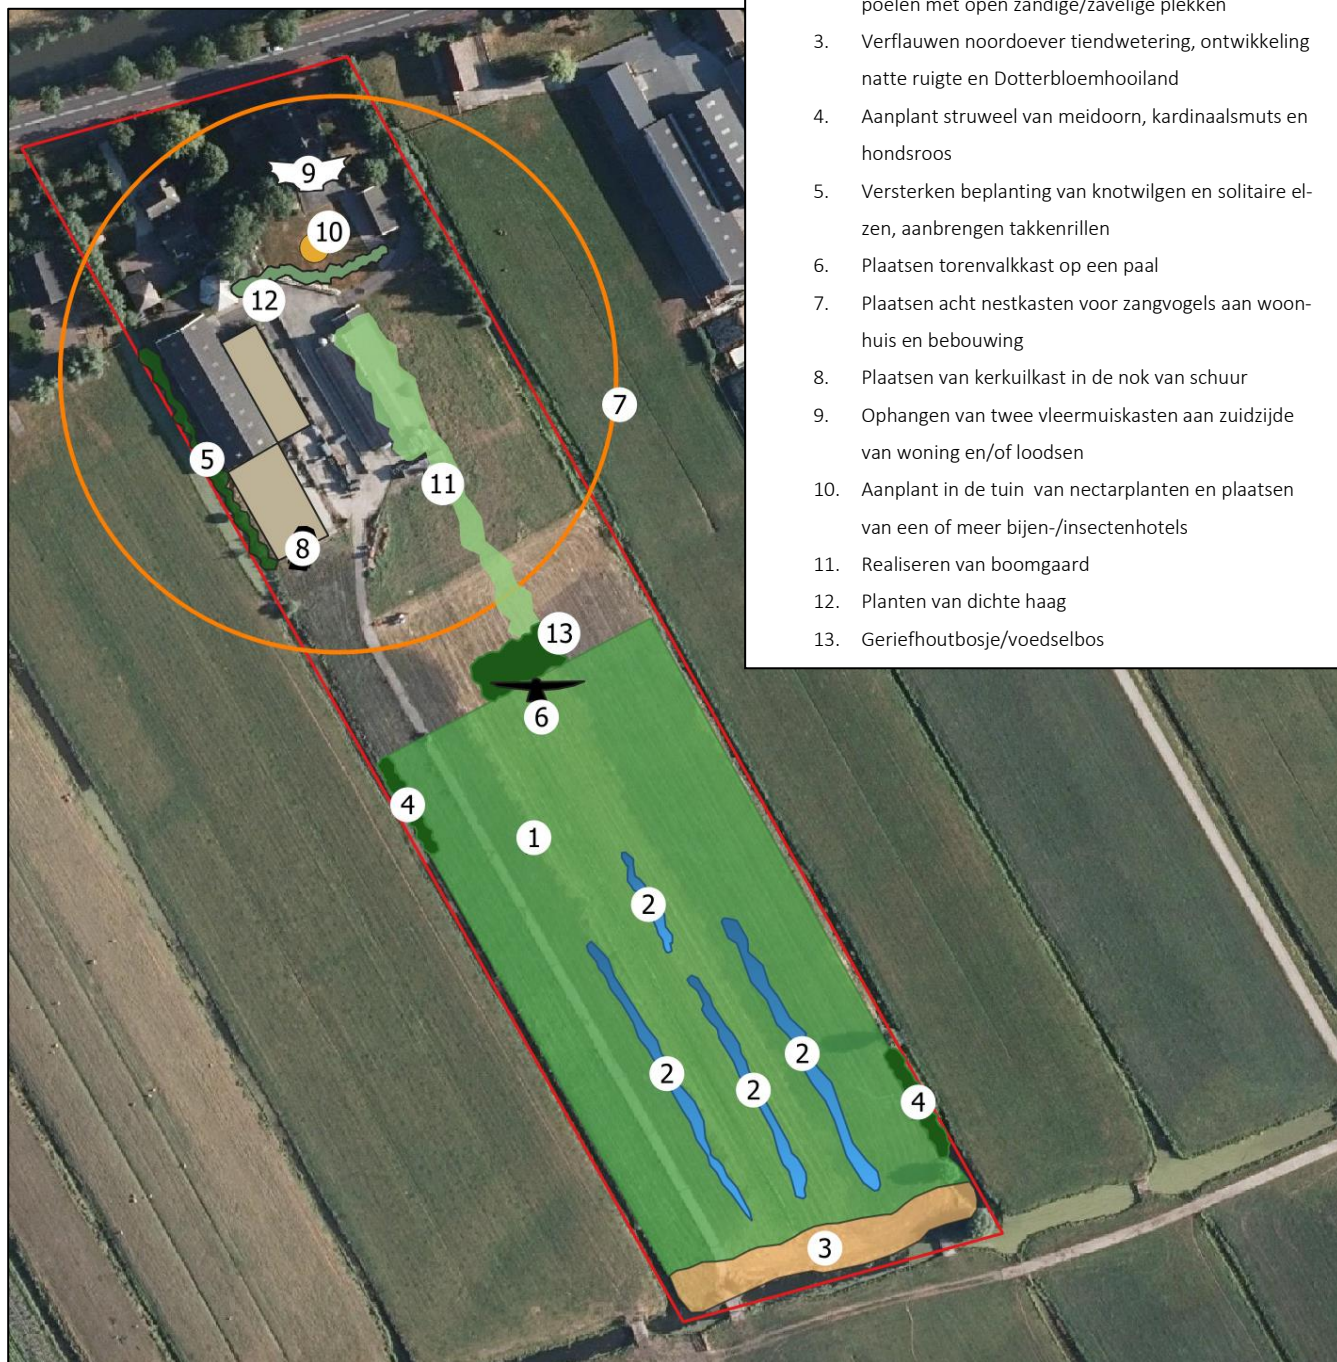 poelen met open zandige/zavelige plekken
3. Verflauwen noordoever tiendwetering, ontwikkeling
natte ruigte en Dotterbloemhooiland
4. Aanplant struweel van meidoorn, kardinaalsmuts en
hondsroos
5. Versterken beplanting van knotwilgen en solitaire el-
zen, aanbrengen takkenrillen
6. Plaatsen torenvalkkast op een paal
7. Plaatsen acht nestkasten voor zangvogels aan woon-
huis en bebouwing
8. Plaatsen van kerkuilkast in de nok van schuur
9. Ophangen van twee vleermuiskasten aan zuidzijde
van woning en/of loodsen
10. Aanplant in de tuin van nectarplanten en plaatsen
van een of meer bijen-/insectenhotels
11. Realiseren van boomgaard
12. Planten van dichte haag
13. Geriefhoutbosje/voedselbos
9
10
12
7
5
11
8
13
6
4
1
2
2
2
2
4
3